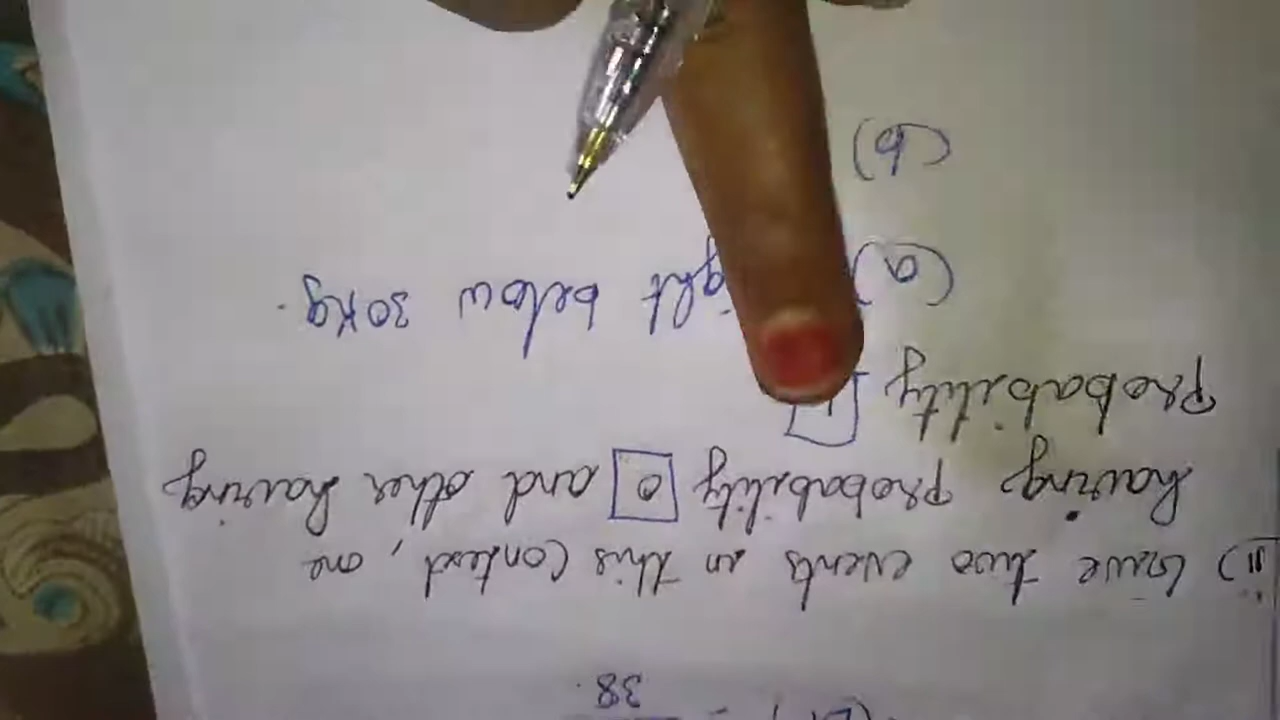 38
ii) Give two events in this context, one
having probability 0 and other having
Probability 1
(a) below 30Kg.
(b)